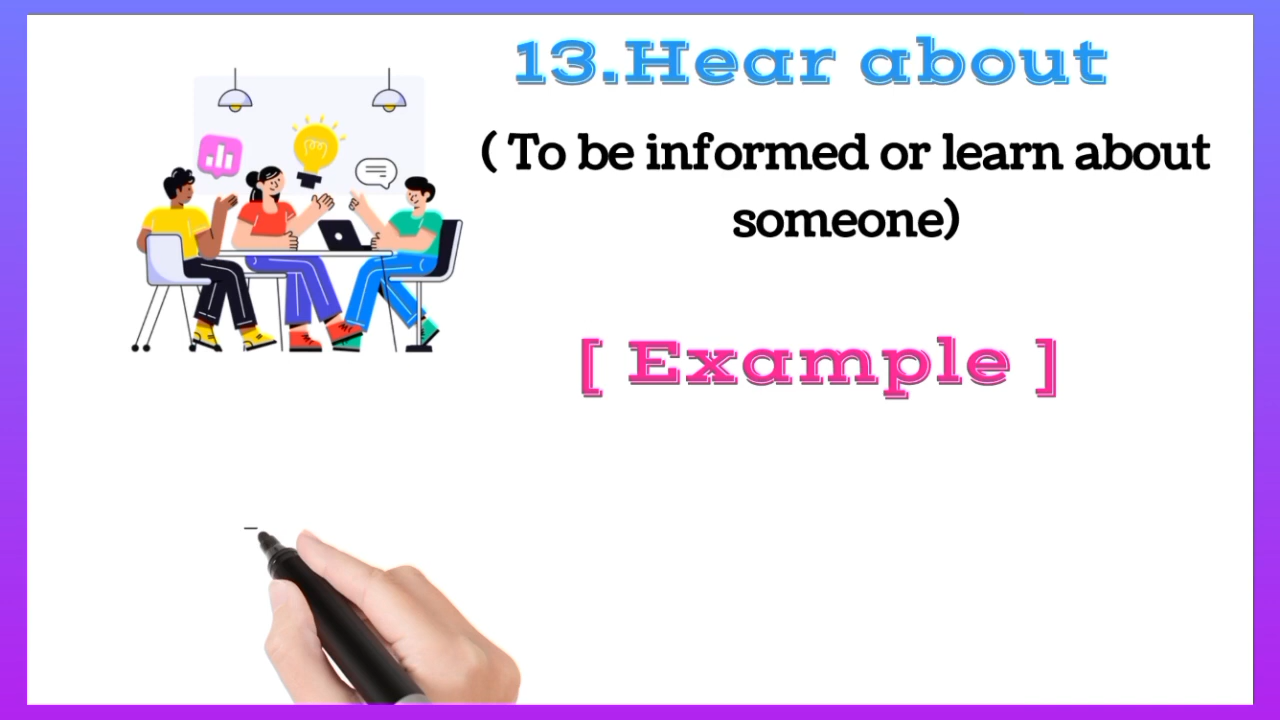 13.Hear about
( To be informed or learn about
someone)
[ Example ]